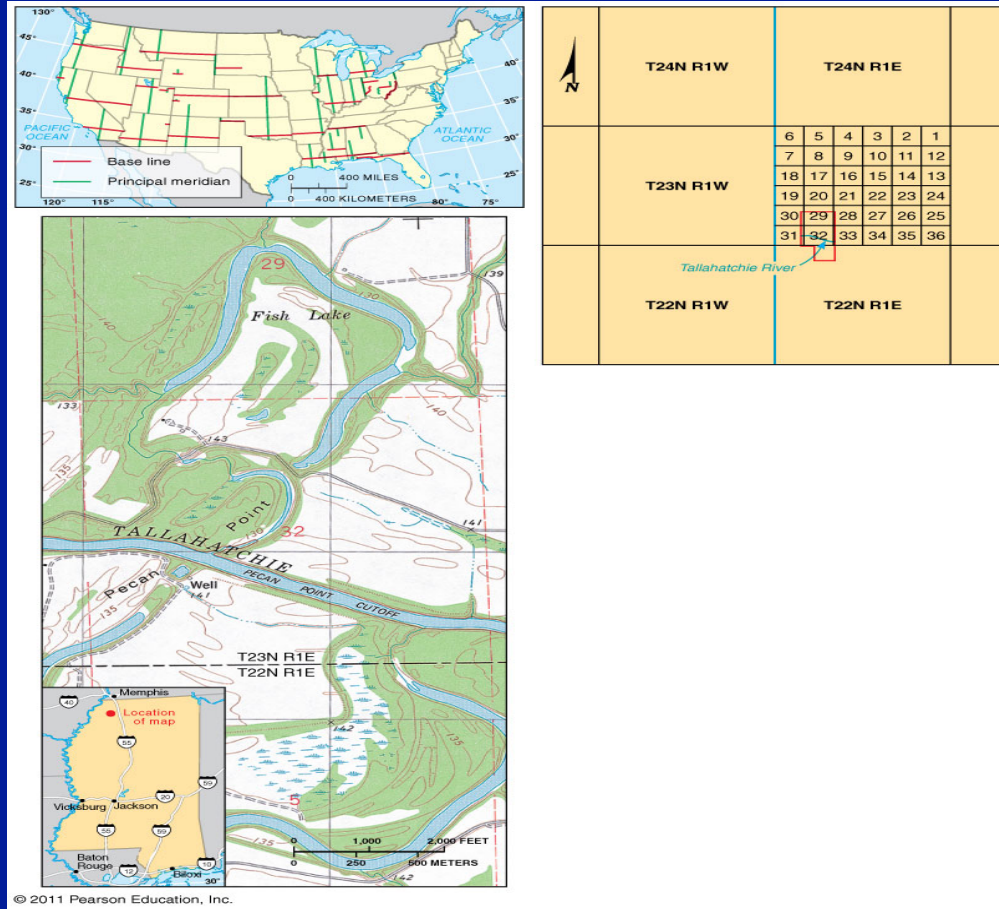 130°
45°
40°
35°
30°
25°
120°
115°
80°
75°
40°
35°
30°
25°
PACIFIC
OCEAN
ATLANTIC
OCEAN
Base line
Principal meridian
0 400 MILES
0 400 KILOMETERS
N
T24N R1W
T24N R1E
T23N R1W
6 5 4 3 2 1
7 8 9 10 11 12
18 17 16 15 14 13
19 20 21 22 23 24
30 29 28 27 26 25
31 32 33 34 35 36
Tallahatchie River
T22N R1W
T22N R1E
29
139
130
140
Fish Lake
133
140
143
135
Point
130
32
141
TALLAHATCHIE
PECAN POINT CUTOFF
Pecan
Well
141
135
T23N R1E
T22N R1E
142
135
5
0 1,000 2,000 FEET
0 250 500 METERS
135
142
40
Memphis
Location
of map
55
59
20
Vicksburg
Jackson
55
59
Baton
Rouge
12
10
Biloxi
30°
© 2011 Pearson Education, Inc.